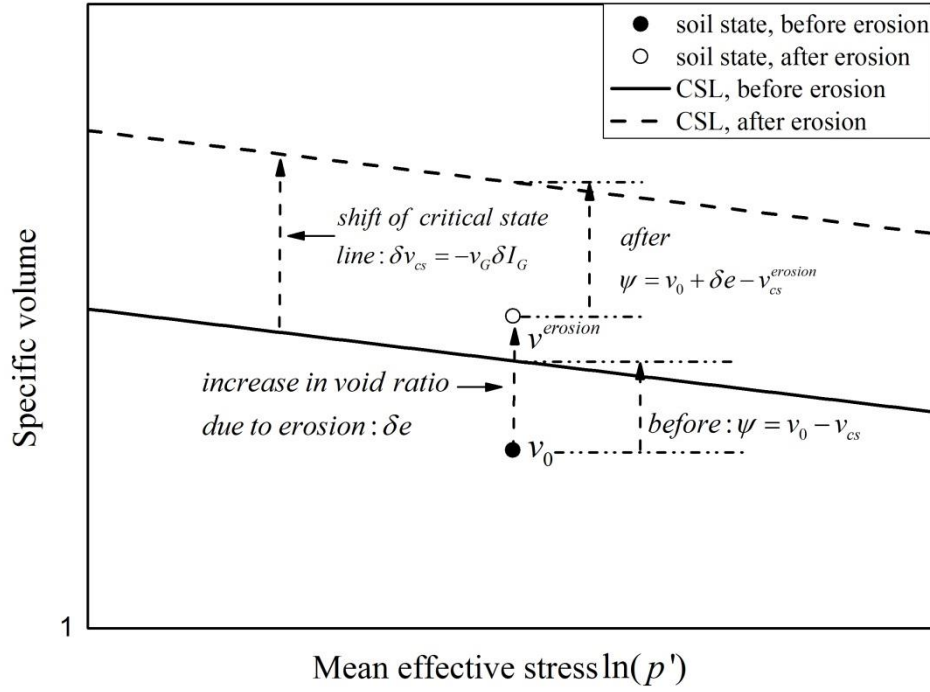 soil state, before erosion
soil state, after erosion
CSL, before erosion
CSL, after erosion
shift of critical state
line : δv_cs = −v_G δI_G
after
ψ = v_0 + δe − v_cs^erosion
v^erosion
increase in void ratio
due to erosion : δe
before : ψ = v_0 − v_cs
v_0
Specific volume
1
Mean effective stress ln(p')